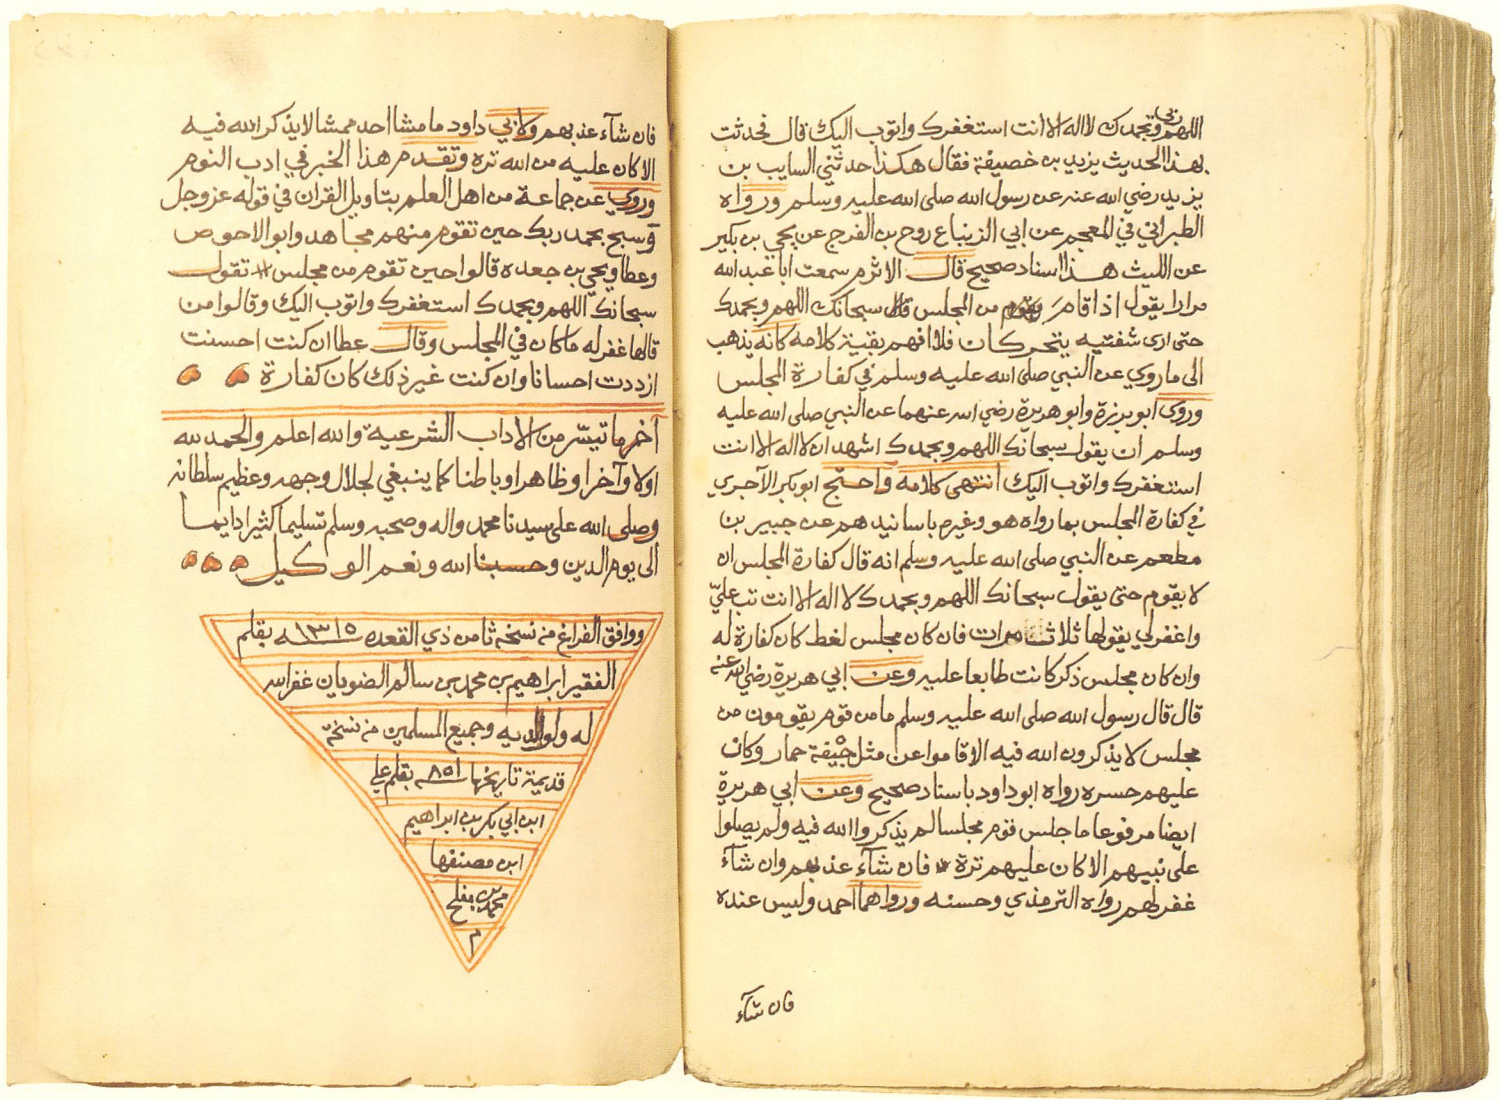 اللهم ربي وبحمدك لا اله الا انت استغفرك واتوب اليك قال فحدثت
بهذا الحديث يزيد بن خصيفة فقال هكذا حدثني السايب بن
يزيد رضي الله عنه عن رسول الله صلى الله عليه وسلم ورواه
الطبراني في المعجم عن ابي الزنباع روح بن الفرج عن يحي بن بكير
عن الليث هذا اسناد صحيح قال الاثرم سمعت ابا عبد الله
مرارا يقول اذا قام من المجلس قال سبحانك اللهم وبحمدك
حتى ارى شفتيه يتحركان فلا افهم بقية كلامه كانه يذهب
الى ما روي عن النبي صلى الله عليه وسلم في كفارة المجلس
وروى ابو برزة وابو هريرة رضي الله عنهما عن النبي صلى الله عليه
وسلم ان يقول سبحانك اللهم وبحمدك اشهد ان لا اله الا انت
استغفرك واتوب اليك انتهى كلامه واحتج ابو بكر الآجري
في كفارة المجلس بما رواه هو وغيره باسانيدهم عن جبير بن
مطعم عن النبي صلى الله عليه وسلم انه قال كفارة المجلس ان
لا يقوم حتى يقول سبحانك اللهم وبحمدك لا اله الا انت تب عليّ
واغفر لي يقولها ثلاث مرات فان كان مجلس لغط كان كفارة له
وان كان مجلس ذكر كانت طابعا عليه وعن ابي هريرة رضي الله عنه
قال قال رسول الله صلى الله عليه وسلم ما من قوم يقومون من
مجلس لا يذكرون الله فيه الا قاموا عن مثل جيفة حمار وكان
عليهم حسره رواه ابو داود باسناد صحيح وعن ابي هريرة
ايضا مرفوعا ما جلس قوم مجلسا لم يذكروا الله فيه ولم يصلوا
على نبيهم الا كان عليهم ترة فان شآء عذبهم وان شآء
غفر لهم رواه الترمذي وحسنه ورواهما احمد وليس عنده
فان شآء
فان شآء عذبهم ولابي داود ما مشا احد ممشا لا يذكر الله فيه
الا كان عليه من الله تره وتقدم هذا الخبر في ادب النوم
وروي عن جماعة من اهل العلم بتاويل القران في قوله عز وجل
وسبح بحمد ربك حين تقوم منهم مجاهد وابو الاحوص
وعطا ويحي بن جعده قالوا حين تقوم من مجلس تقول
سبحانك اللهم وبحمدك استغفرك واتوب اليك وقالوا من
قالها غفر له ما كان في المجلس وقال عطا ان كنت احسنت
ازددت احسانا وان كنت غير ذلك كان كفارة
آخر ما تيسّر من الاداب الشرعية والله اعلم والحمد لله
اولا وآخرا وظاهرا وباطنا كما ينبغي لجلال وجهه وعظيم سلطانه
وصلى الله على سيدنا محمد واله وصحبه وسلم تسليما كثيرا دايما
الى يوم الدين وحسبنا الله ونعم الوكيل
ووافق الفراغ من نسخه ثامن ذي القعده سنه ١٣١٥ بقلم
الفقير ابراهيم بن محمد بن سالم الضويان غفر الله
له ولوالديه وجميع المسلمين من نسخة
قديمة تاريخها سنه ٨٥١ بقلم علي
ابن ابي بكر بن ابراهيم
ابن مصنفها
محمد بن مفلح
م